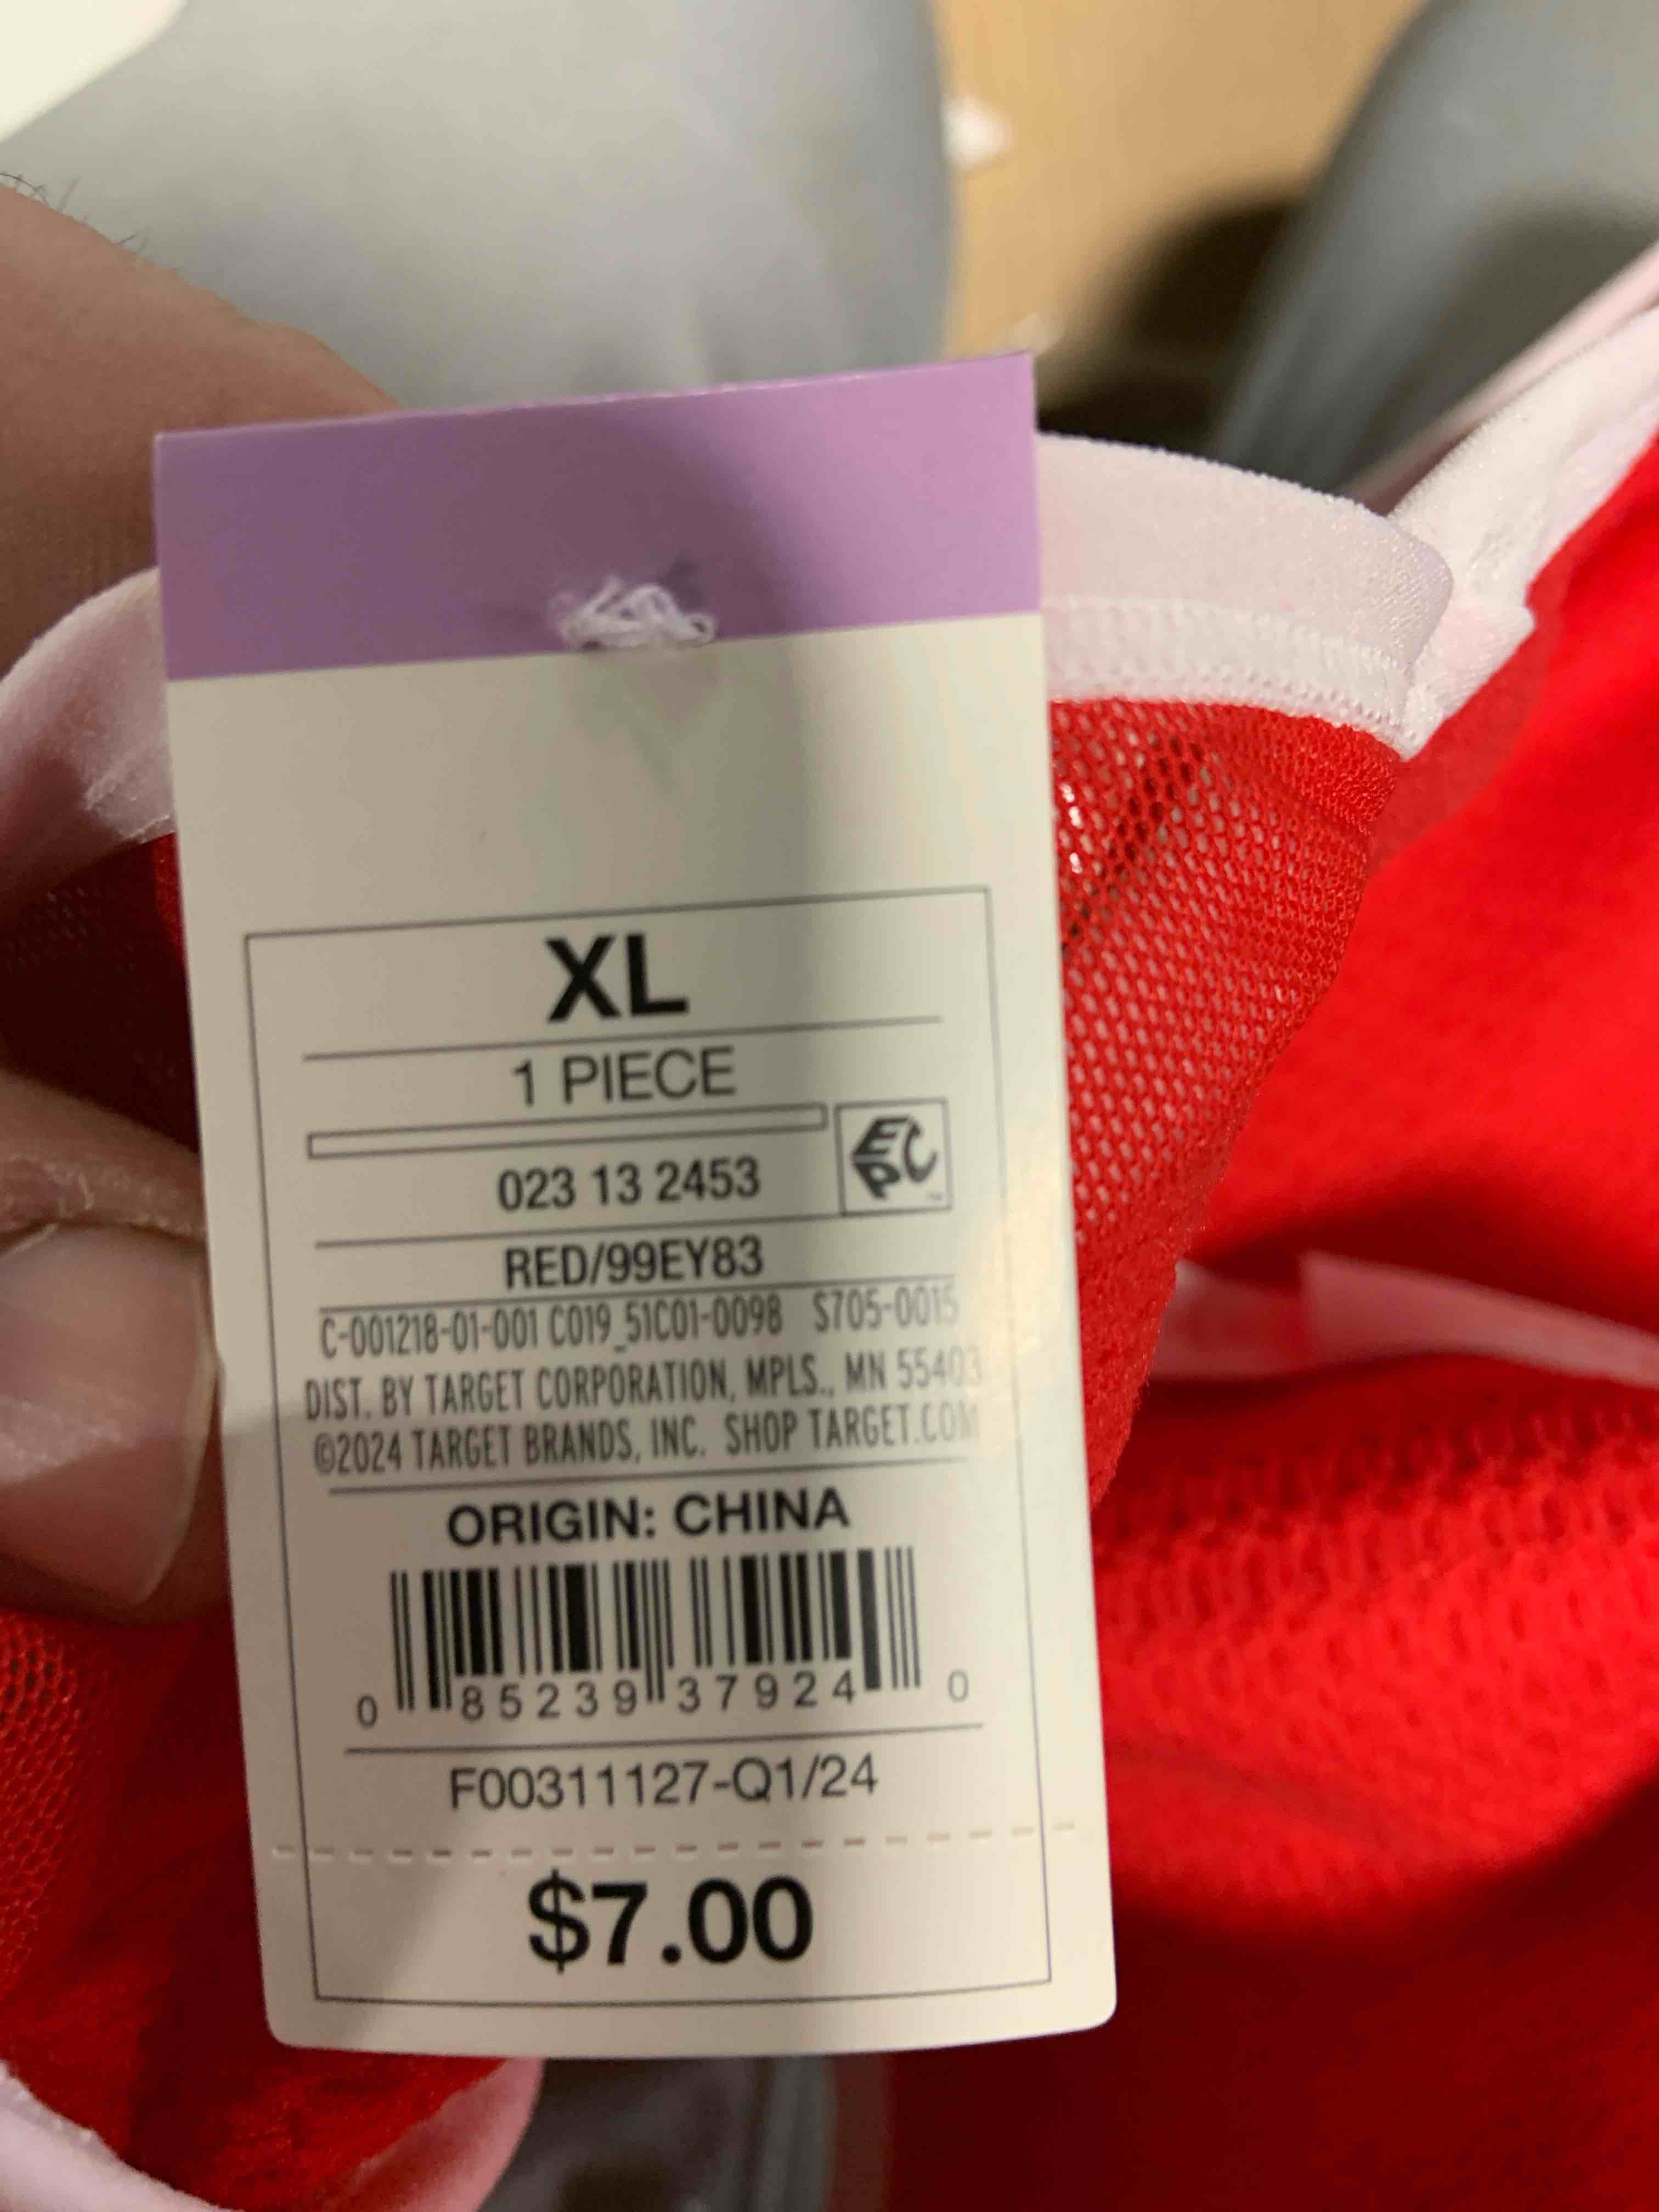 XL
1 PIECE
EPC
023 13 2453
RED/99EY83
C-001218-01-001 C019_51C01-0098 S705-0015
DIST. BY TARGET CORPORATION, MPLS., MN 55403
©2024 TARGET BRANDS, INC. SHOP TARGET.COM
ORIGIN: CHINA
0 85239 37924 0
F00311127-Q1/24
$7.00